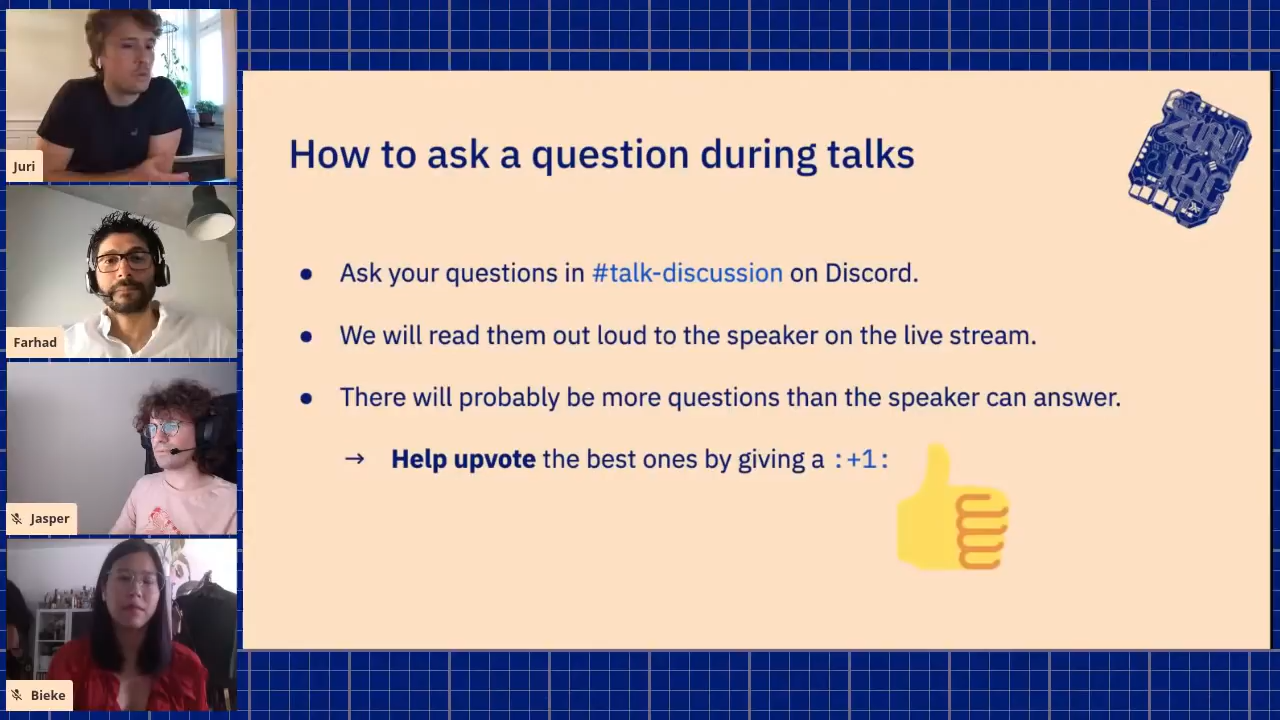 Juri
Farhad
Jasper
Bieke
How to ask a question during talks
ZuriHac
● Ask your questions in #talk-discussion on Discord.
● We will read them out loud to the speaker on the live stream.
● There will probably be more questions than the speaker can answer.
→ Help upvote the best ones by giving a :+1: